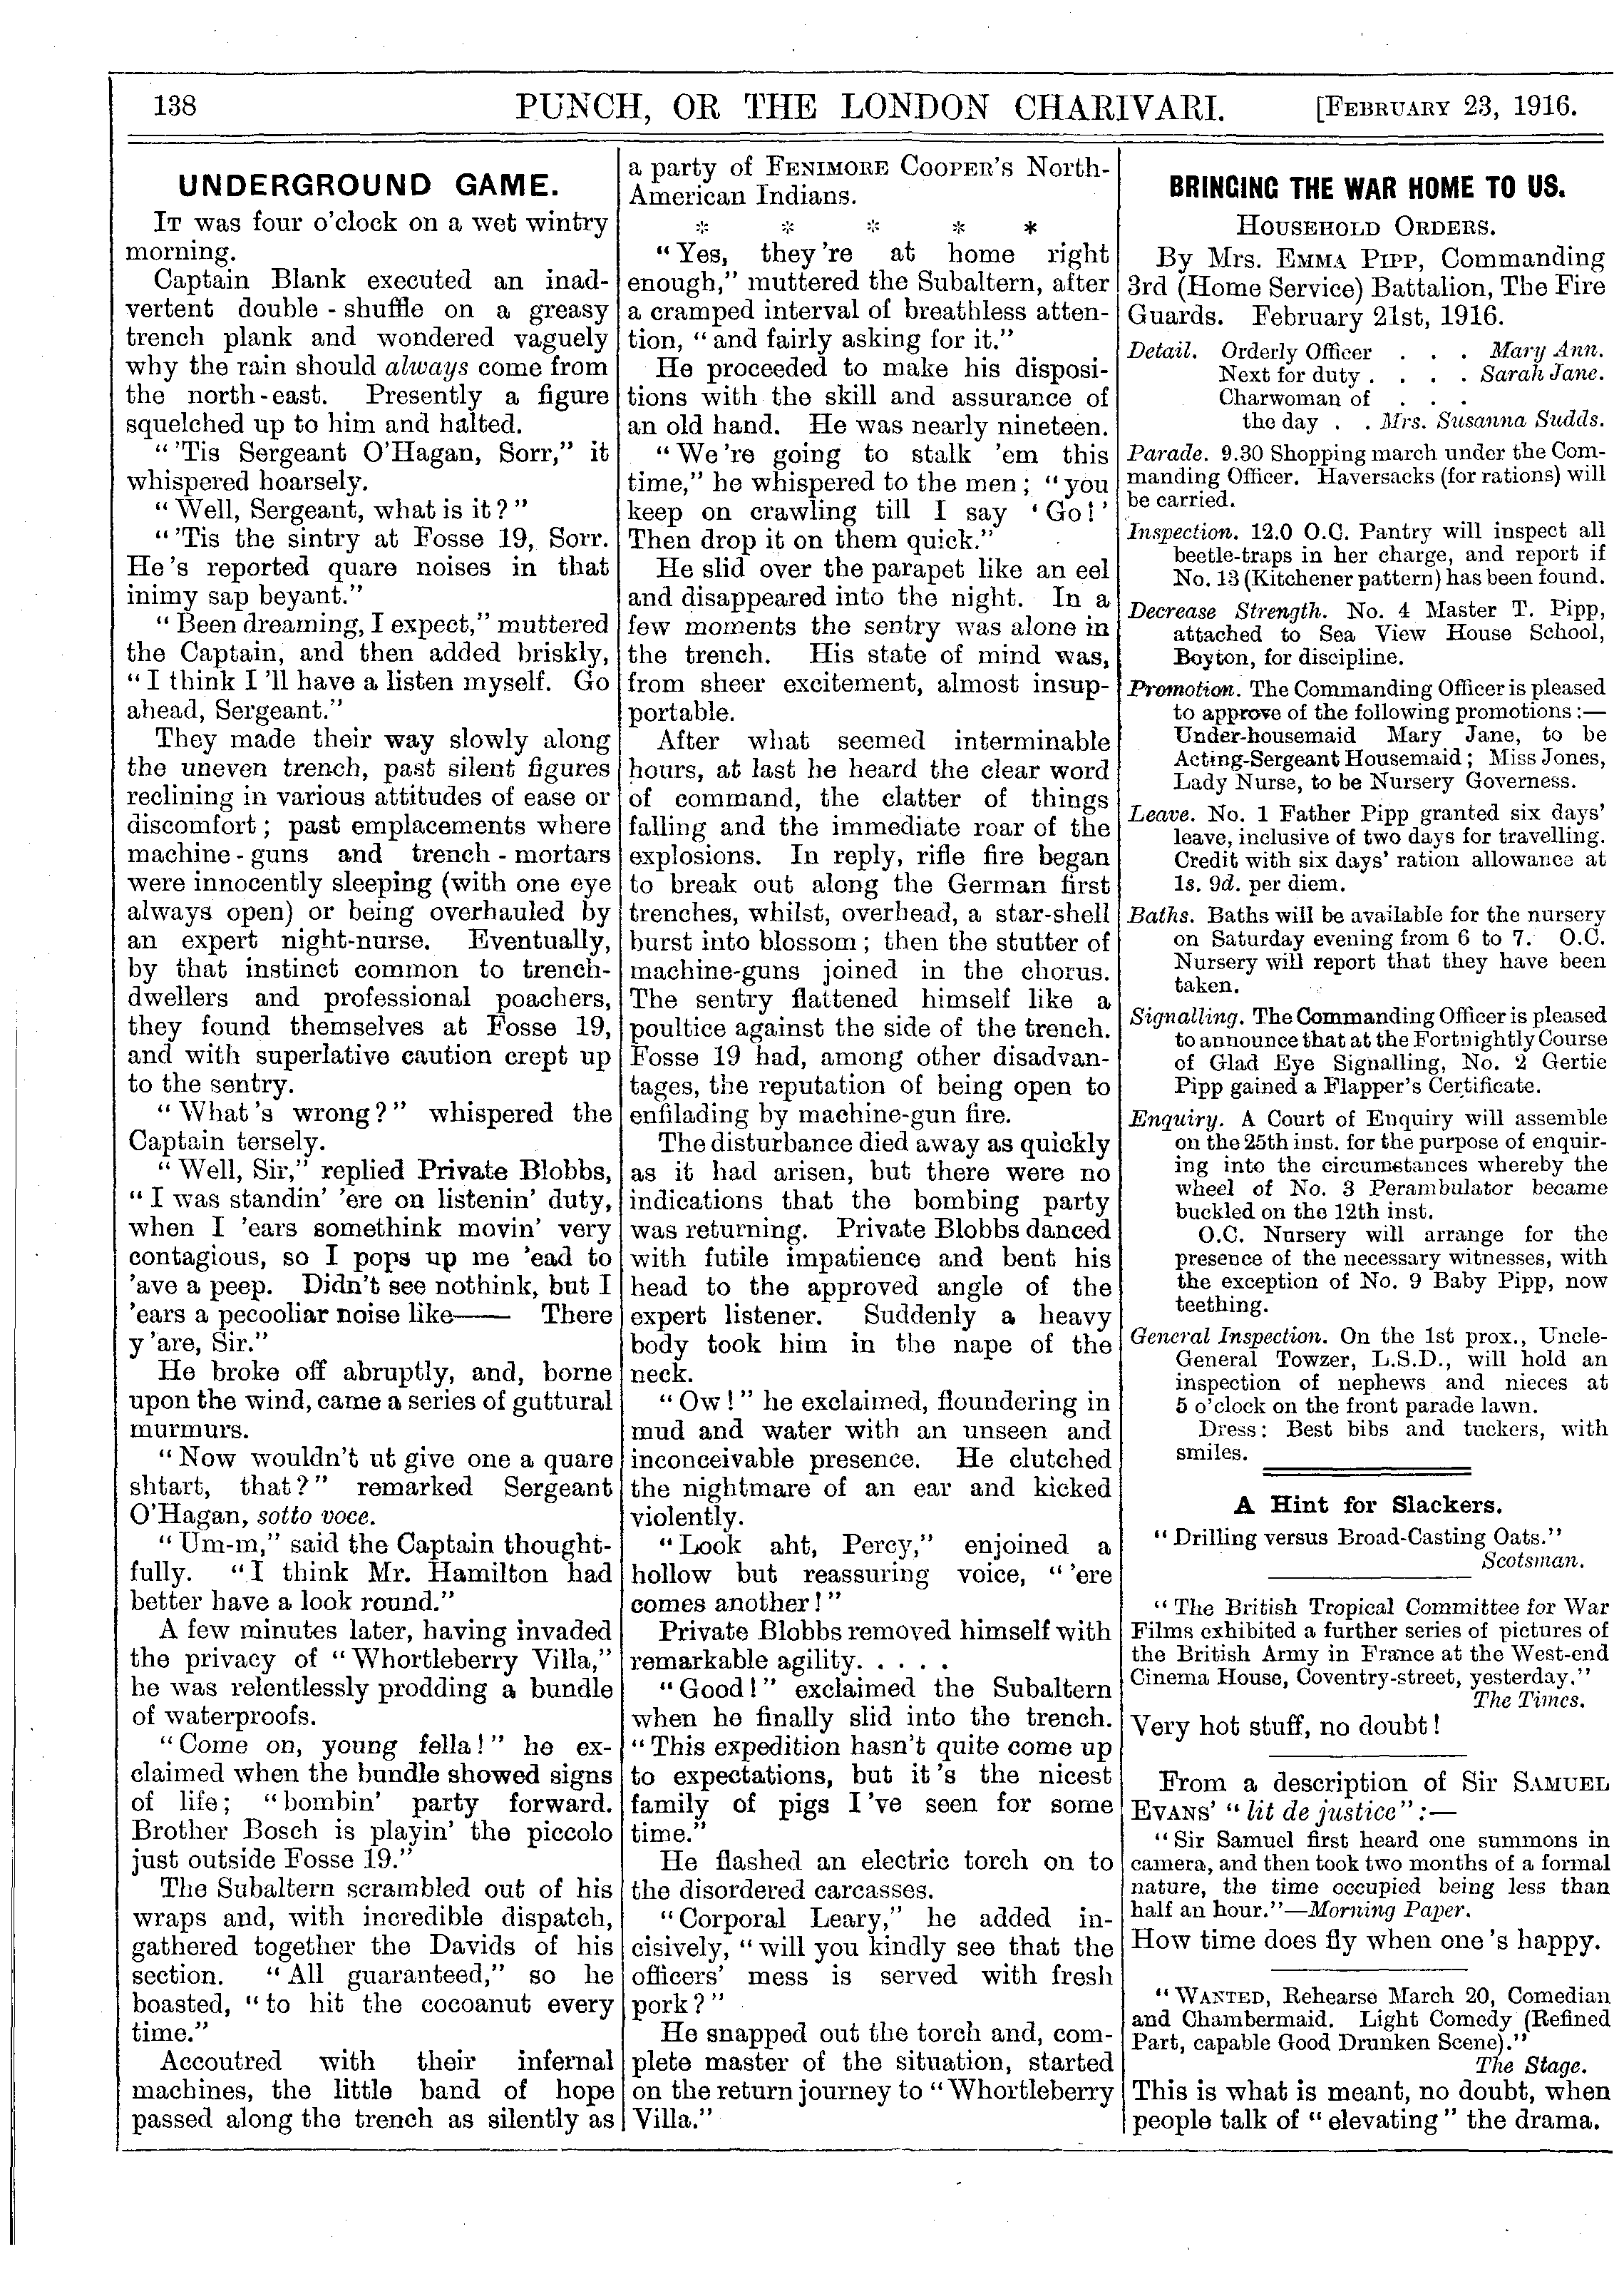 138
PUNCH, OR THE LONDON CHARIVARI.
[FEBRUARY 23, 1916.
UNDERGROUND GAME.
IT was four o'clock on a wet wintry
morning.
Captain Blank executed an inad-
vertent double-shuffle on a greasy
trench plank and wondered vaguely
why the rain should always come from
the north-east. Presently a figure
squelched up to him and halted.
"'Tis Sergeant O'Hagan, Sorr," it
whispered hoarsely.
"Well, Sergeant, what is it?"
"'Tis the sintry at Fosse 19, Sorr.
He's reported quare noises in that
inimy sap beyant."
"Been dreaming, I expect," muttered
the Captain, and then added briskly,
"I think I'll have a listen myself. Go
ahead, Sergeant."
They made their way slowly along
the uneven trench, past silent figures
reclining in various attitudes of ease or
discomfort; past emplacements where
machine-guns and trench-mortars
were innocently sleeping (with one eye
always open) or being overhauled by
an expert night-nurse. Eventually,
by that instinct common to trench-
dwellers and professional poachers,
they found themselves at Fosse 19,
and with superlative caution crept up
to the sentry.
"What's wrong?" whispered the
Captain tersely.
"Well, Sir," replied Private Blobbs,
"I was standin' 'ere on listenin' duty,
when I 'ears somethink movin' very
contagious, so I pops up me 'ead to
'ave a peep. Didn't see nothink, but I
'ears a pecooliar noise like—— There
y'are, Sir."
He broke off abruptly, and, borne
upon the wind, came a series of guttural
murmurs.
"Now wouldn't ut give one a quare
shtart, that?" remarked Sergeant
O'Hagan, sotto voce.
"Um-m," said the Captain thought-
fully. "I think Mr. Hamilton had
better have a look round."
A few minutes later, having invaded
the privacy of "Whortleberry Villa,"
he was relentlessly prodding a bundle
of waterproofs.
"Come on, young fella!" he ex-
claimed when the bundle showed signs
of life; "bombin' party forward.
Brother Bosch is playin' the piccolo
just outside Fosse 19."
The Subaltern scrambled out of his
wraps and, with incredible dispatch,
gathered together the Davids of his
section. "All guaranteed," so he
boasted, "to hit the cocoanut every
time."
Accoutred with their infernal
machines, the little band of hope
passed along the trench as silently as
a party of FENIMORE COOPER'S North-
American Indians.
* * * * *
"Yes, they're at home right
enough," muttered the Subaltern, after
a cramped interval of breathless atten-
tion, "and fairly asking for it."
He proceeded to make his disposi-
tions with the skill and assurance of
an old hand. He was nearly nineteen.
"We're going to stalk 'em this
time," he whispered to the men; "you
keep on crawling till I say 'Go!'
Then drop it on them quick."
He slid over the parapet like an eel
and disappeared into the night. In a
few moments the sentry was alone in
the trench. His state of mind was,
from sheer excitement, almost insup-
portable.
After what seemed interminable
hours, at last he heard the clear word
of command, the clatter of things
falling and the immediate roar of the
explosions. In reply, rifle fire began
to break out along the German first
trenches, whilst, overhead, a star-shell
burst into blossom; then the stutter of
machine-guns joined in the chorus.
The sentry flattened himself like a
poultice against the side of the trench.
Fosse 19 had, among other disadvan-
tages, the reputation of being open to
enfilading by machine-gun fire.
The disturbance died away as quickly
as it had arisen, but there were no
indications that the bombing party
was returning. Private Blobbs danced
with futile impatience and bent his
head to the approved angle of the
expert listener. Suddenly a heavy
body took him in the nape of the
neck.
"Ow!" he exclaimed, floundering in
mud and water with an unseen and
inconceivable presence. He clutched
the nightmare of an ear and kicked
violently.
"Look aht, Percy," enjoined a
hollow but reassuring voice, "'ere
comes another!"
Private Blobbs removed himself with
remarkable agility. . . . .
"Good!" exclaimed the Subaltern
when he finally slid into the trench.
"This expedition hasn't quite come up
to expectations, but it's the nicest
family of pigs I've seen for some
time."
He flashed an electric torch on to
the disordered carcasses.
"Corporal Leary," he added in-
cisively, "will you kindly see that the
officers' mess is served with fresh
pork?"
He snapped out the torch and, com-
plete master of the situation, started
on the return journey to "Whortleberry
Villa."
BRINGING THE WAR HOME TO US.
HOUSEHOLD ORDERS.
By Mrs. EMMA PIPP, Commanding
3rd (Home Service) Battalion, The Fire
Guards. February 21st, 1916.
Detail. Orderly Officer . . . Mary Ann.
Next for duty . . . . Sarah Jane.
Charwoman of . . .
the day . . Mrs. Susanna Sudds.
Parade. 9.30 Shopping march under the Com-
manding Officer. Haversacks (for rations) will
be carried.
Inspection. 12.0 O.C. Pantry will inspect all
beetle-traps in her charge, and report if
No. 13 (Kitchener pattern) has been found.
Decrease Strength. No. 4 Master T. Pipp,
attached to Sea View House School,
Boyton, for discipline.
Promotion. The Commanding Officer is pleased
to approve of the following promotions:—
Under-housemaid Mary Jane, to be
Acting-Sergeant Housemaid; Miss Jones,
Lady Nurse, to be Nursery Governess.
Leave. No. 1 Father Pipp granted six days'
leave, inclusive of two days for travelling.
Credit with six days' ration allowance at
1s. 9d. per diem.
Baths. Baths will be available for the nursery
on Saturday evening from 6 to 7. O.C.
Nursery will report that they have been
taken.
Signalling. The Commanding Officer is pleased
to announce that at the Fortnightly Course
of Glad Eye Signalling, No. 2 Gertie
Pipp gained a Flapper's Certificate.
Enquiry. A Court of Enquiry will assemble
on the 25th inst. for the purpose of enquir-
ing into the circumstances whereby the
wheel of No. 3 Perambulator became
buckled on the 12th inst.
O.C. Nursery will arrange for the
presence of the necessary witnesses, with
the exception of No. 9 Baby Pipp, now
teething.
General Inspection. On the 1st prox., Uncle-
General Towzer, L.S.D., will hold an
inspection of nephews and nieces at
5 o'clock on the front parade lawn.
Dress: Best bibs and tuckers, with
smiles.
A Hint for Slackers.
"Drilling versus Broad-Casting Oats."
Scotsman.
"The British Tropical Committee for War
Films exhibited a further series of pictures of
the British Army in France at the West-end
Cinema House, Coventry-street, yesterday."
The Times.
Very hot stuff, no doubt!
From a description of Sir SAMUEL
EVANS' "lit de justice":—
"Sir Samuel first heard one summons in
camera, and then took two months of a formal
nature, the time occupied being less than
half an hour."—Morning Paper.
How time does fly when one's happy.
"WANTED, Rehearse March 20, Comedian
and Chambermaid. Light Comedy (Refined
Part, capable Good Drunken Scene)."
The Stage.
This is what is meant, no doubt, when
people talk of "elevating" the drama.